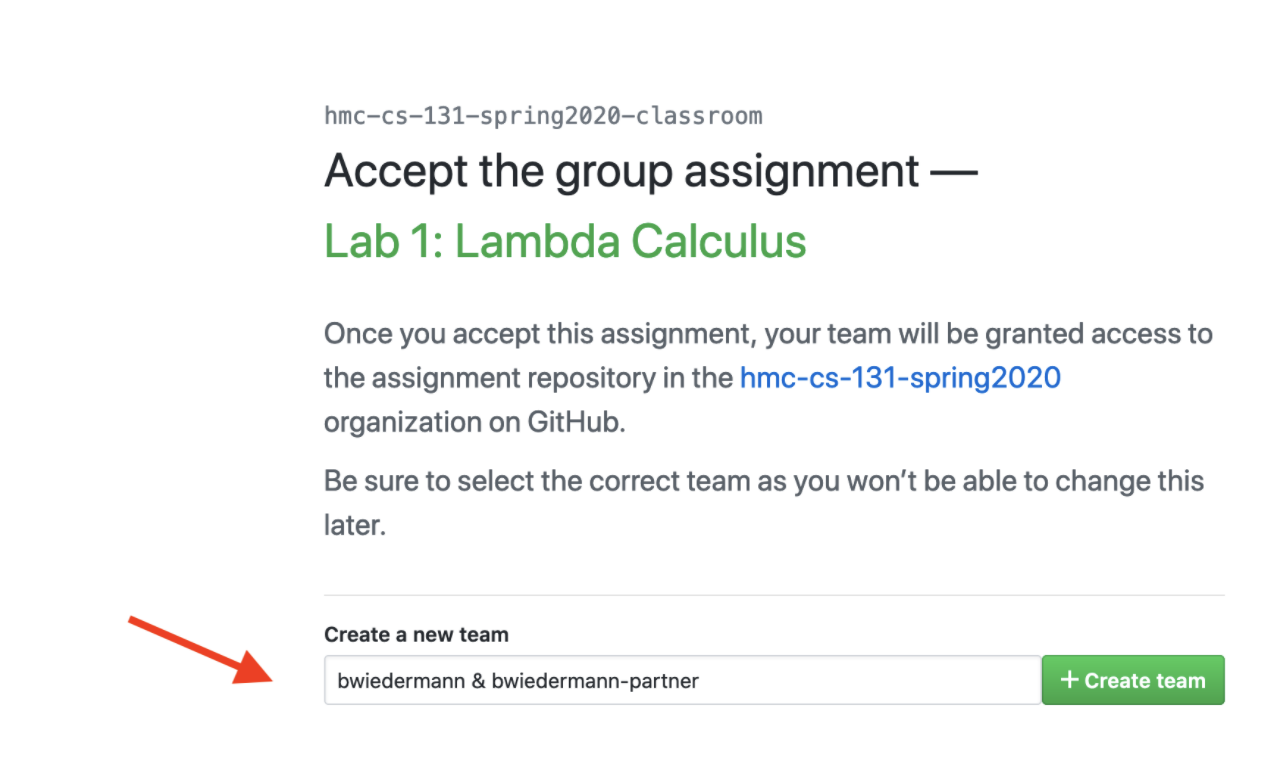 hmc-cs-131-spring2020-classroom
Accept the group assignment —
Lab 1: Lambda Calculus
Once you accept this assignment, your team will be granted access to
the assignment repository in the hmc-cs-131-spring2020
organization on GitHub.
Be sure to select the correct team as you won’t be able to change this
later.
Create a new team
bwiedermann & bwiedermann-partner
+ Create team